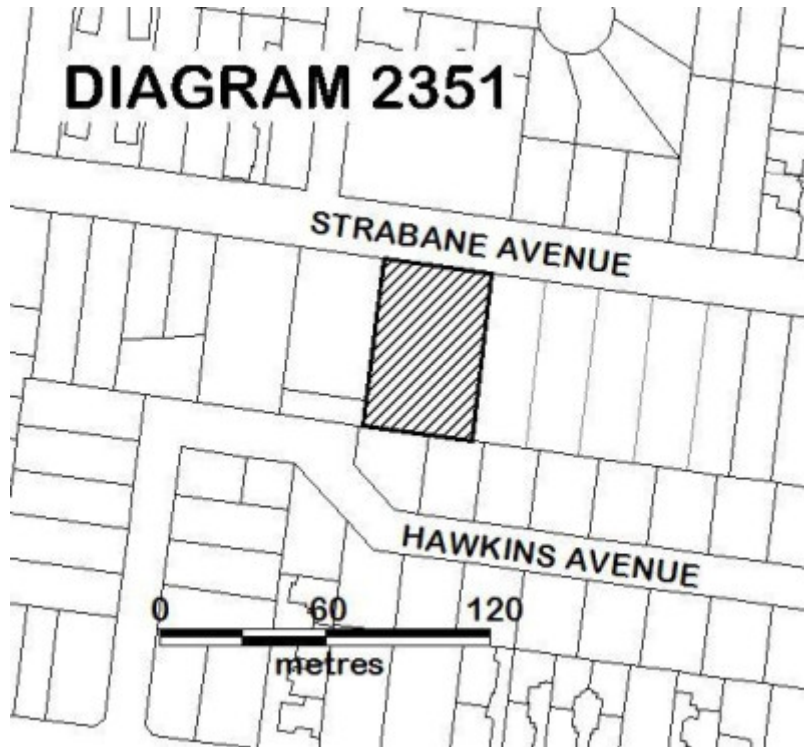 DIAGRAM 2351
STRABANE AVENUE
HAWKINS AVENUE
0 60 120
metres